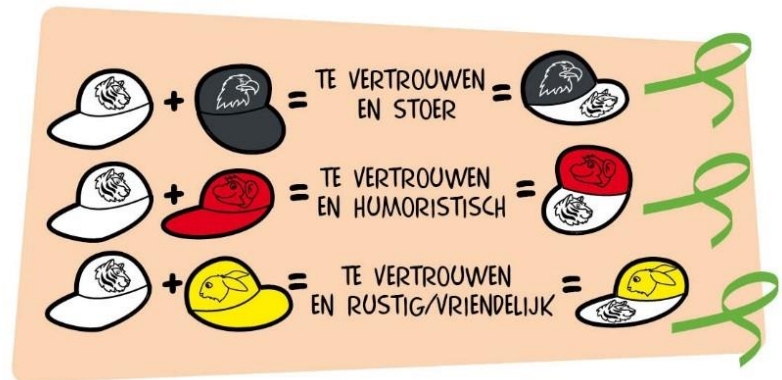 + = TE VERTROUWEN =
EN STOER
+ = TE VERTROUWEN =
EN HUMORISTISCH
+ = TE VERTROUWEN =
EN RUSTIG/VRIENDELIJK